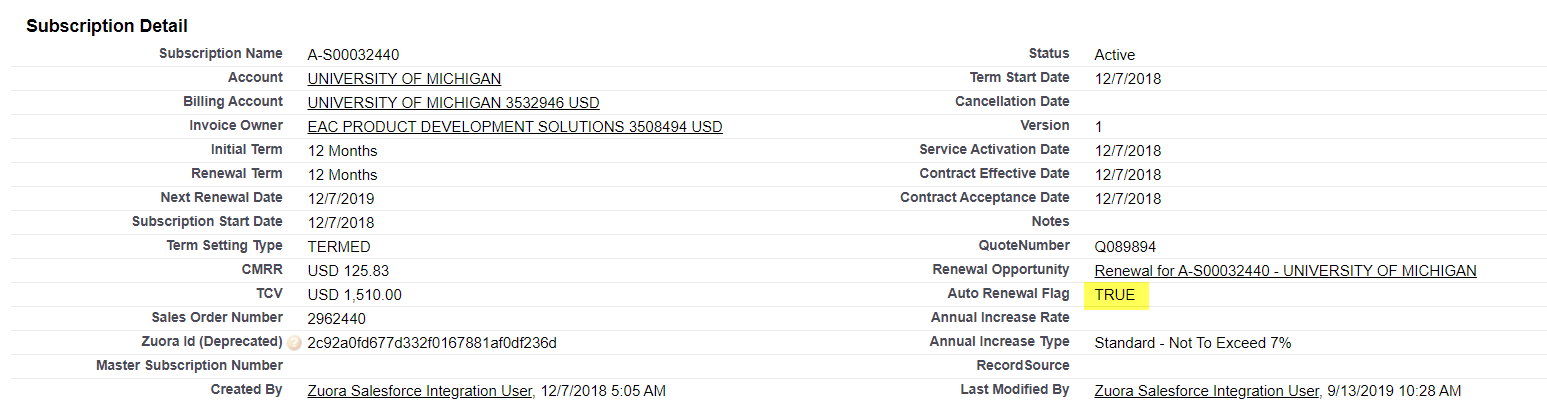 Subscription Detail
Subscription Name A-S00032440 Status Active
Account UNIVERSITY OF MICHIGAN Term Start Date 12/7/2018
Billing Account UNIVERSITY OF MICHIGAN 3532946 USD Cancellation Date
Invoice Owner EAC PRODUCT DEVELOPMENT SOLUTIONS 3508494 USD Version 1
Initial Term 12 Months Service Activation Date 12/7/2018
Renewal Term 12 Months Contract Effective Date 12/7/2018
Next Renewal Date 12/7/2019 Contract Acceptance Date 12/7/2018
Subscription Start Date 12/7/2018 Notes
Term Setting Type TERMED QuoteNumber Q089894
CMRR USD 125.83 Renewal Opportunity Renewal for A-S00032440 - UNIVERSITY OF MICHIGAN
TCV USD 1,510.00 Auto Renewal Flag TRUE
Sales Order Number 2962440 Annual Increase Rate
Zuora Id (Deprecated) 2c92a0fd677d332f0167881af0df236d Annual Increase Type Standard - Not To Exceed 7%
Master Subscription Number RecordSource
Created By Zuora Salesforce Integration User, 12/7/2018 5:05 AM Last Modified By Zuora Salesforce Integration User, 9/13/2019 10:28 AM